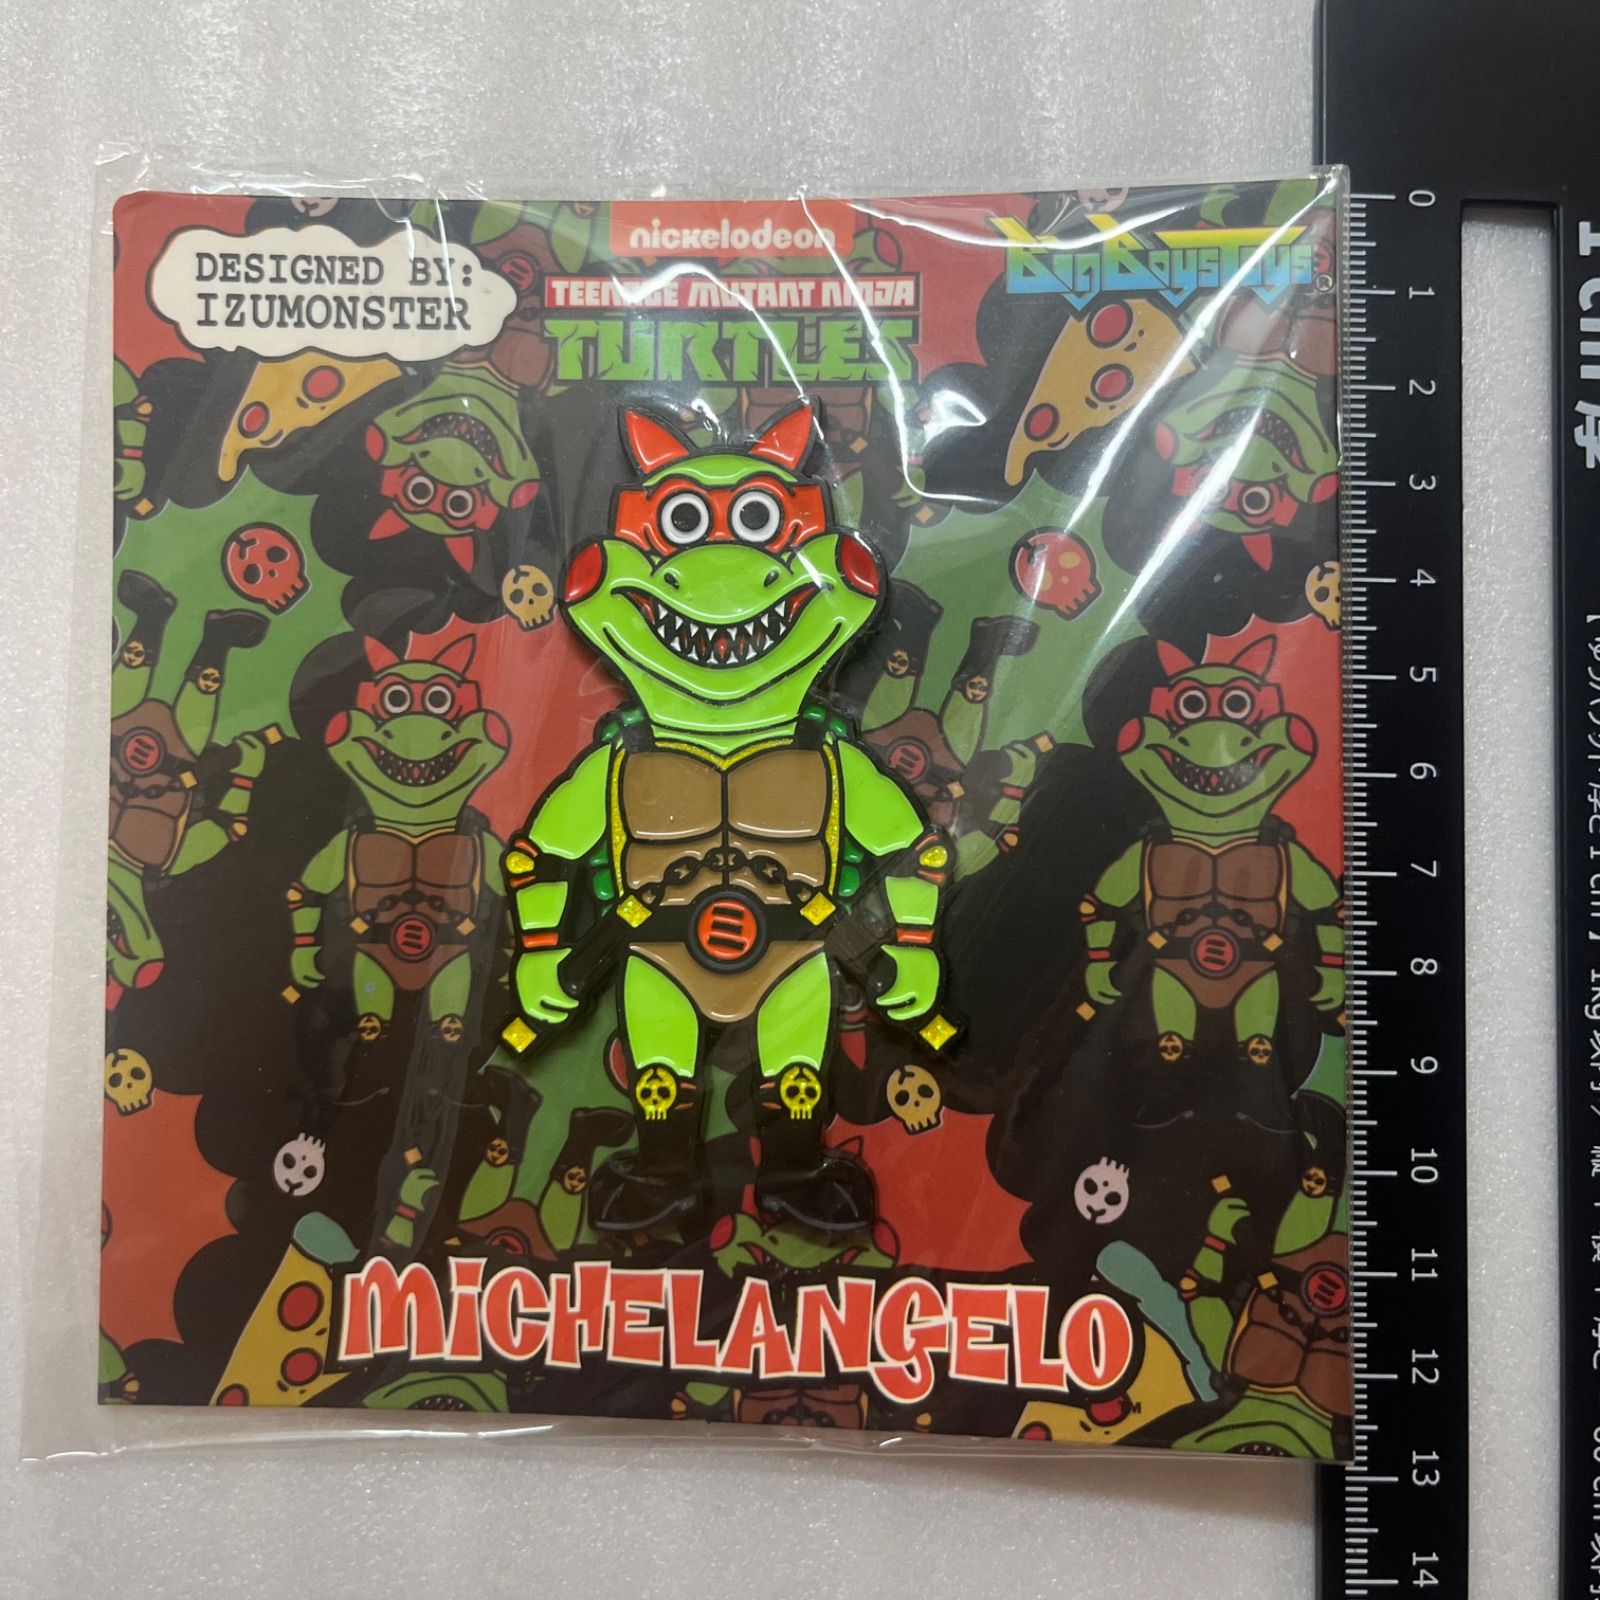 DESIGNED BY:
IZUMONSTER
nickelodeon
TEENAGE MUTANT NINJA
TURTLES
BigBoysToys®
MICHELANGELO
TM
0
1
2
3
4
5
6
7
8
9
10
11
12
13
14